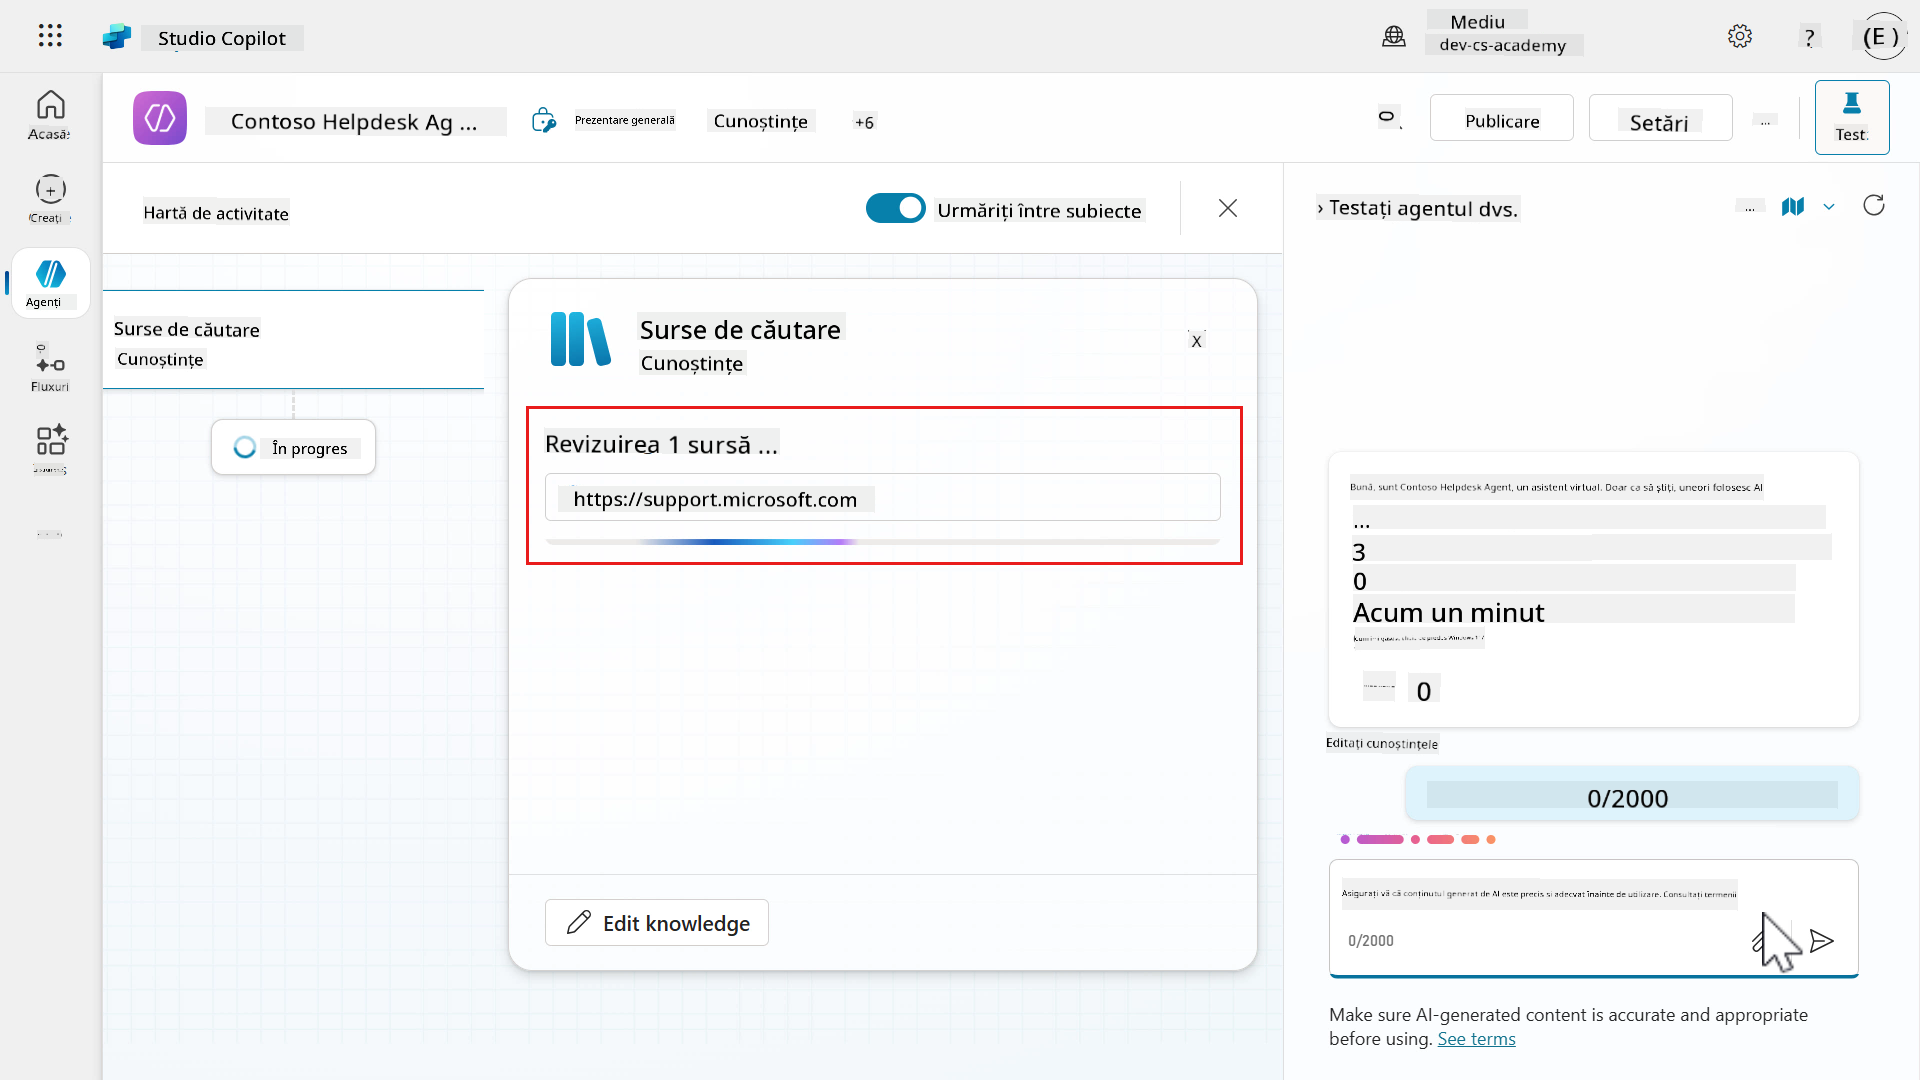 Studio Copilot
Mediu
dev-cs-academy
?
(E )
Acasă
Creați
Agenți
Fluxuri
Contoso Helpdesk Ag ...
Prezentare generală
Cunoștințe
+6
Publicare
Setări
...
Test
Hartă de activitate
Urmăriți între subiecte
Surse de căutare
Cunoștințe
În progres
Surse de căutare
Cunoștințe
X
Revizuirea 1 sursă ...
https://support.microsoft.com
Edit knowledge
› Testați agentul dvs.
...
Bună, sunt Contoso Helpdesk Agent, un asistent virtual. Doar ca să știți, uneori folosesc AI
...
3
0
Acum un minut
0
Editați cunoștințele
0/2000
Asigurați vă că conținutul generat de AI este precis si adecvat înainte de utilizare. Consultați termenii
0/2000
Make sure AI-generated content is accurate and appropriate
before using. See terms